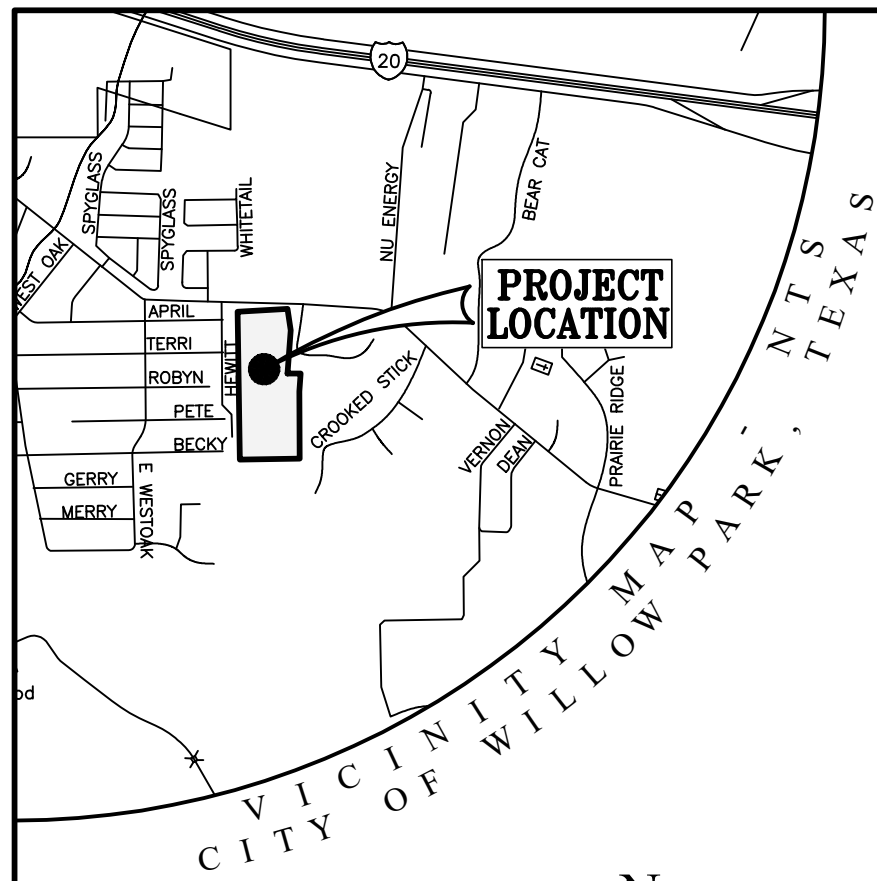 20
SPYGLASS
SPYGLASS
WHITETAIL
NU ENERGY
BEAR CAT
WEST OAK
APRIL
TERRI
HEWITT
ROBYN
PETE
BECKY
GERRY
MERRY
E WESTOAK
CROOKED STICK
PROJECT
LOCATION
VERNON
DEAN
PRAIRIE RIDGE
od
VICINITY MAP - NTS
CITY OF WILLOW PARK, TEXAS